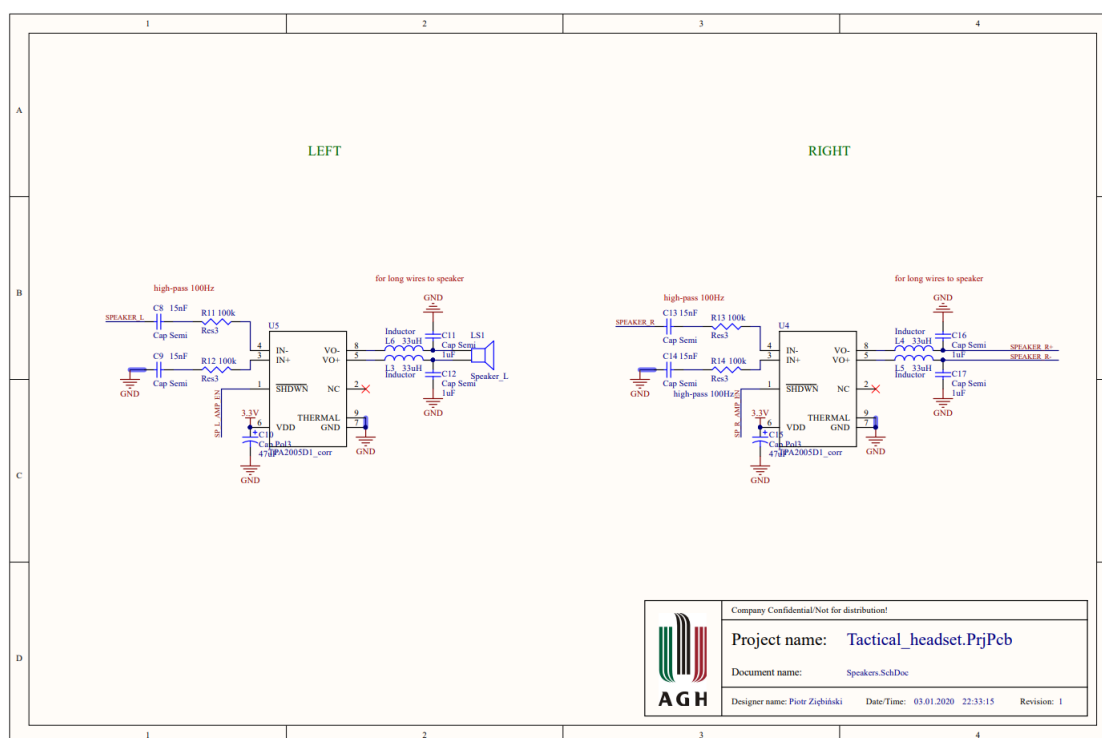 1 2 3 4
A
B
C
D
LEFT
high-pass 100Hz
for long wires to speaker
SPEAKER_L
C8 15nF
Cap Semi
R11 100k
Res3
C9 15nF
Cap Semi
R12 100k
Res3
GND
U5
4 IN-
3 IN+
1 SHDWN
6 VDD
VO- 8
VO+ 5
NC 2
THERMAL 9
GND 7
TPA2005D1_corr
SP_L_AMP_EN
3.3V
C10
Cap Pol3
47uF
GND
GND
Inductor
L6 33uH
L3 33uH
Inductor
GND
C11
Cap Semi
1uF
C12
Cap Semi
1uF
GND
LS1
Speaker_L
RIGHT
high-pass 100Hz
for long wires to speaker
SPEAKER_R
C13 15nF
Cap Semi
R13 100k
Res3
C14 15nF
Cap Semi
R14 100k
Res3
high-pass 100Hz
GND
U4
4 IN-
3 IN+
1 SHDWN
6 VDD
VO- 8
VO+ 5
NC 2
THERMAL 9
GND 7
TPA2005D1_corr
SP_R_AMP_EN
3.3V
C15
Cap Pol3
47uF
GND
GND
Inductor
L4 33uH
L5 33uH
Inductor
GND
C16
Cap Semi
1uF
C17
Cap Semi
1uF
GND
SPEAKER_R+
SPEAKER_R-
AGH
Company Confidential/Not for distribution!
Project name: Tactical_headset.PrjPcb
Document name: Speakers.SchDoc
Designer name: Piotr Ziębiński Date/Time: 03.01.2020 22:33:15 Revision: 1
1 2 3 4